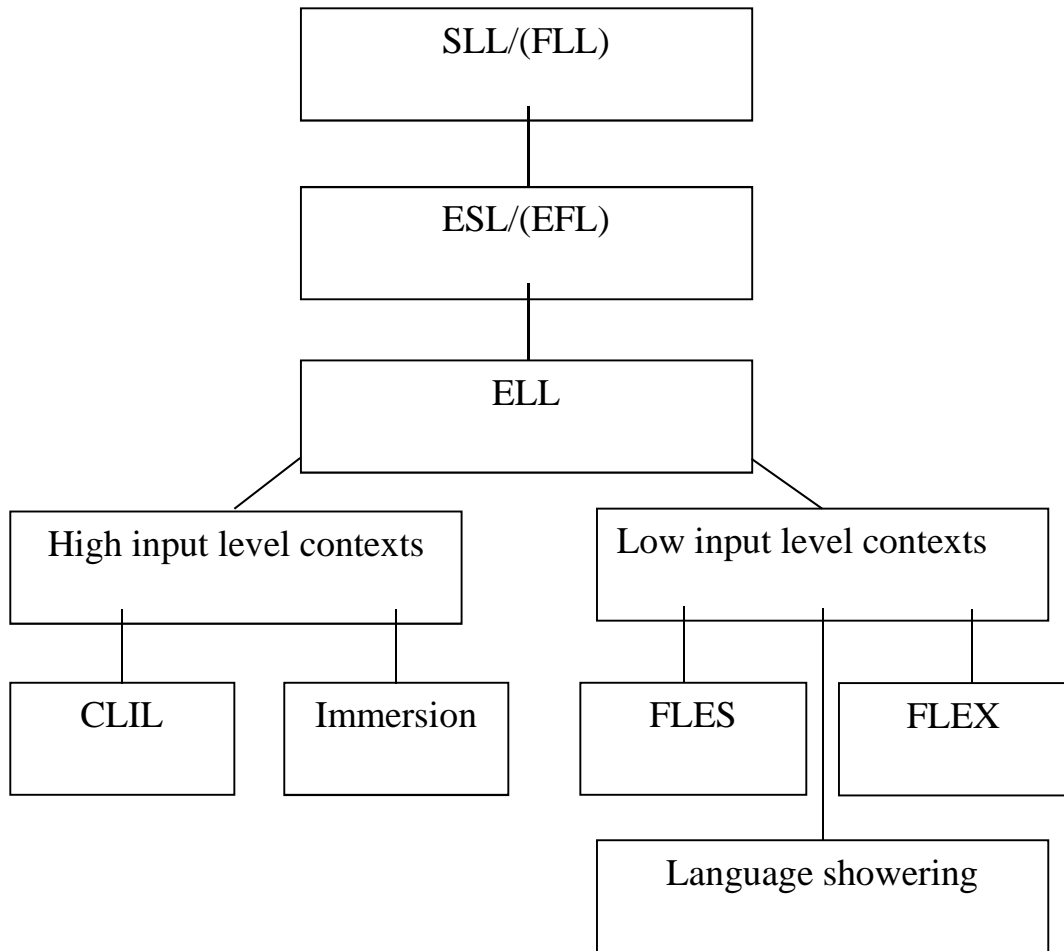 SLL/(FLL)
ESL/(EFL)
ELL
High input level contexts
Low input level contexts
CLIL
Immersion
FLES
FLEX
Language showering